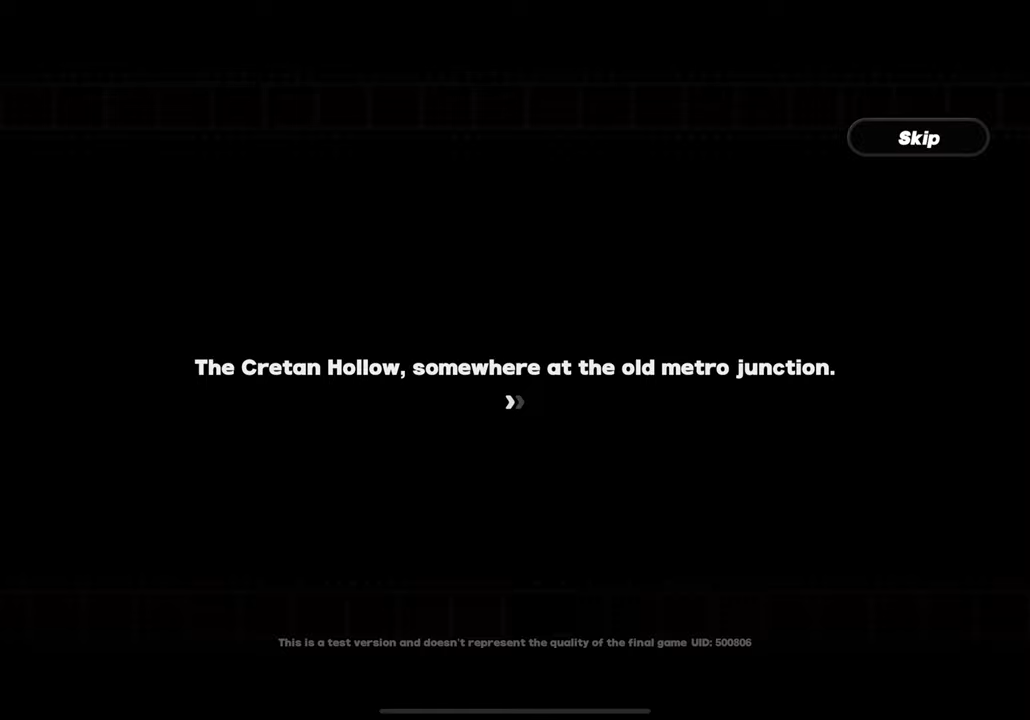 Skip
The Cretan Hollow, somewhere at the old metro junction.
This is a test version and doesn't represent the quality of the final game UID: 500806